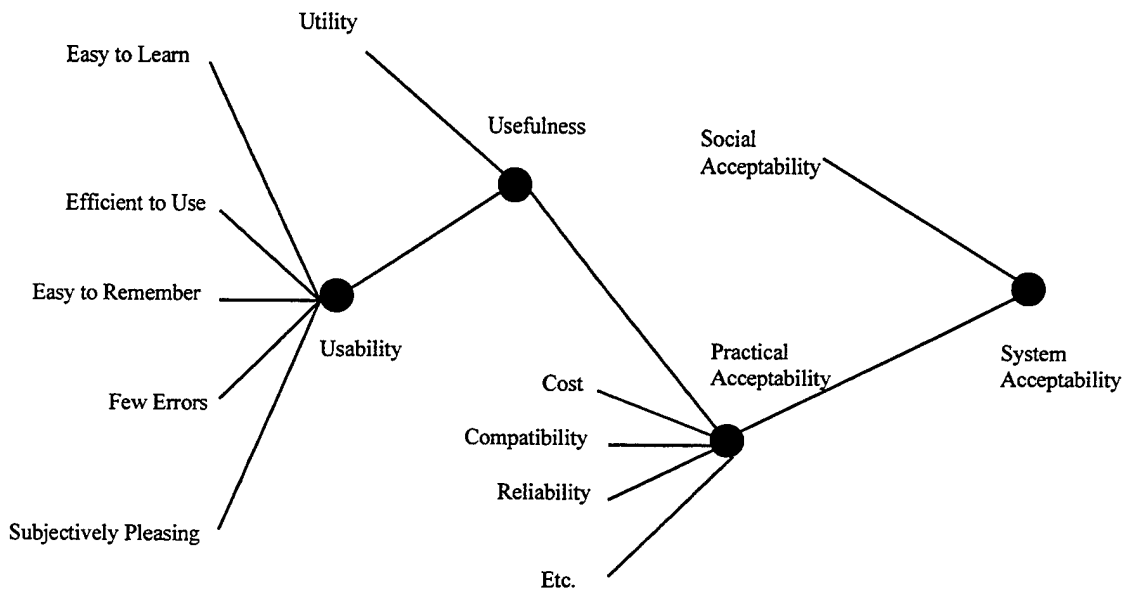 Utility
Easy to Learn
Usefulness
Social
Acceptability
Efficient to Use
Easy to Remember
Usability
Practical
Acceptability
System
Acceptability
Cost
Few Errors
Compatibility
Reliability
Subjectively Pleasing
Etc.